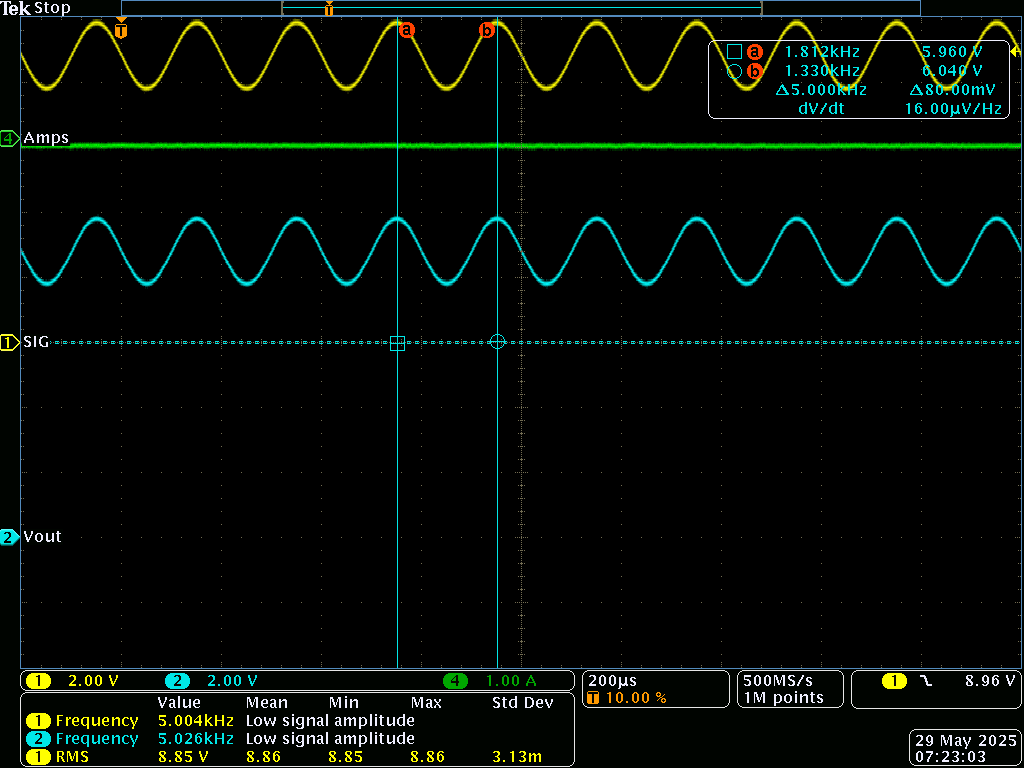 Tek Stop
T
T
a b
a 1.812kHz 5.960 V
b 1.330kHz 6.040 V
Δ5.000kHz Δ80.00mV
dV/dt 16.00µV/Hz
4 Amps
1 SIG
2 Vout
1 2.00 V 2 2.00 V 4 1.00 A
200µs
T 10.00 %
500MS/s
1M points
1 8.96 V
Value Mean Min Max Std Dev
1 Frequency 5.004kHz Low signal amplitude
2 Frequency 5.026kHz Low signal amplitude
1 RMS 8.85 V 8.86 8.85 8.86 3.13m
29 May 2025
07:23:03